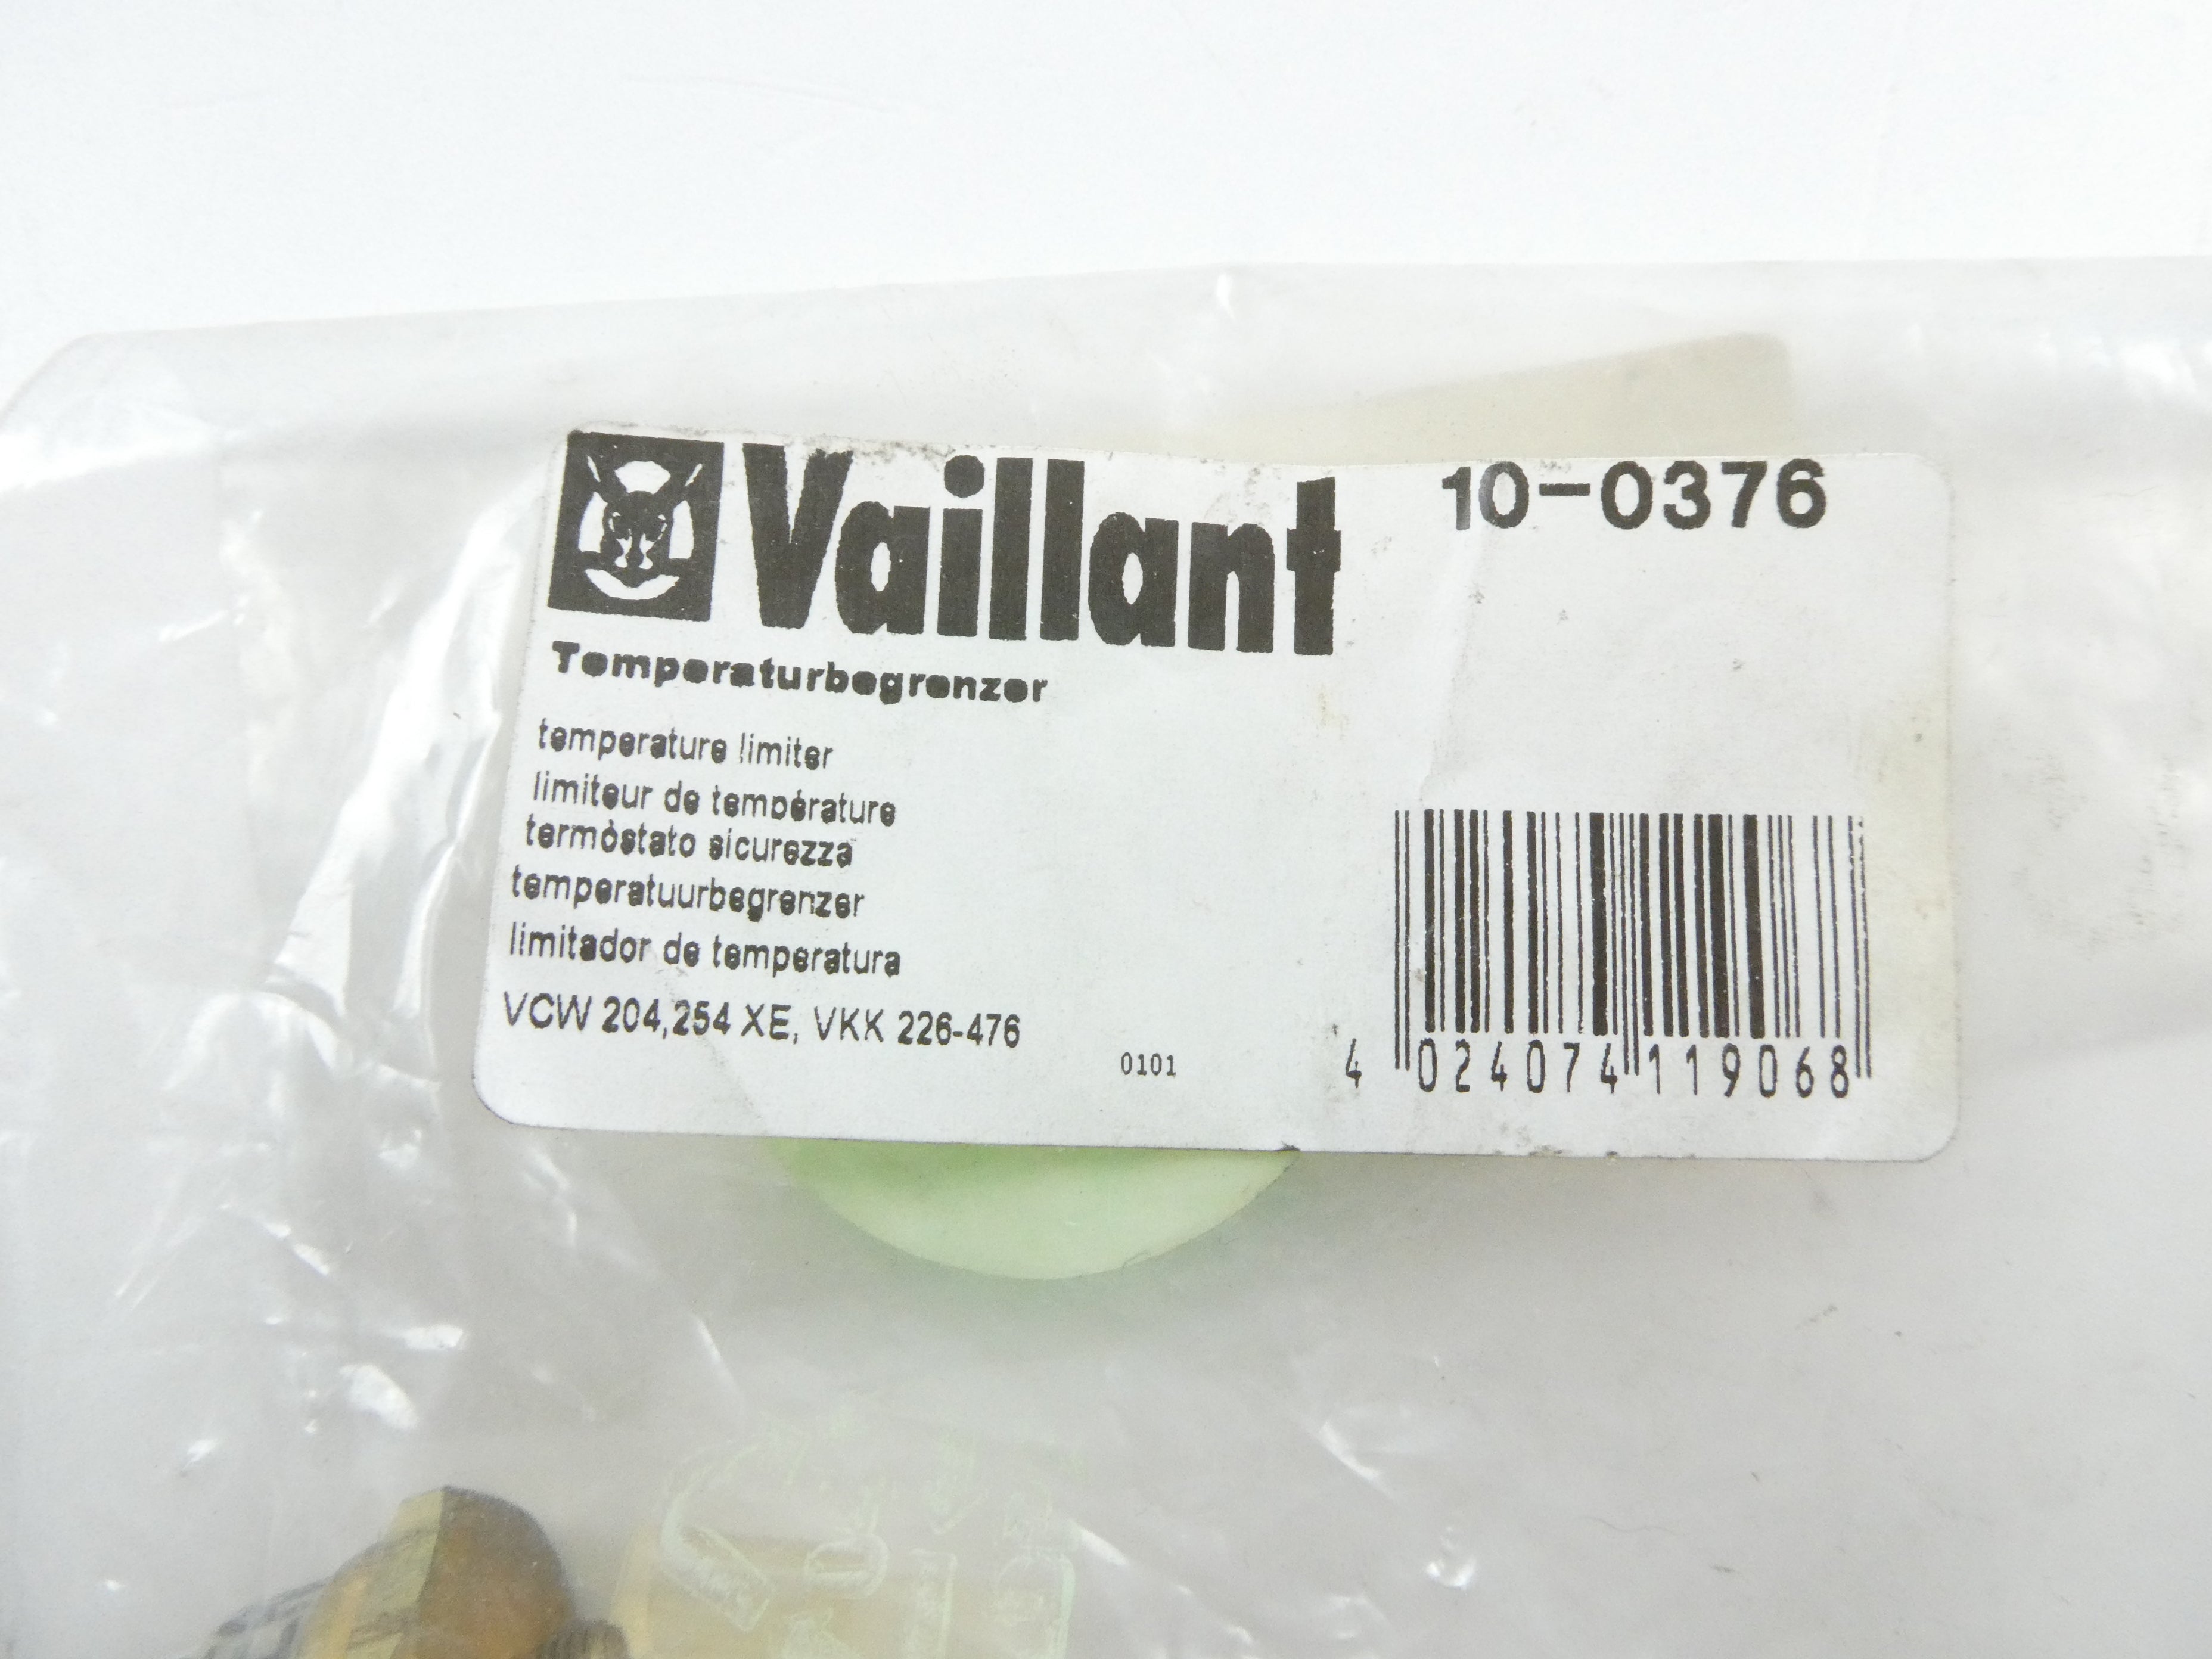 Vaillant 10-0376
Temperaturbegrenzer
temperature limiter
limiteur de température
termòstato sicurezza
temperatuurbegrenzer
limitador de temperatura
VCW 204,254 XE, VKK 226-476
0101
4 024074 119068